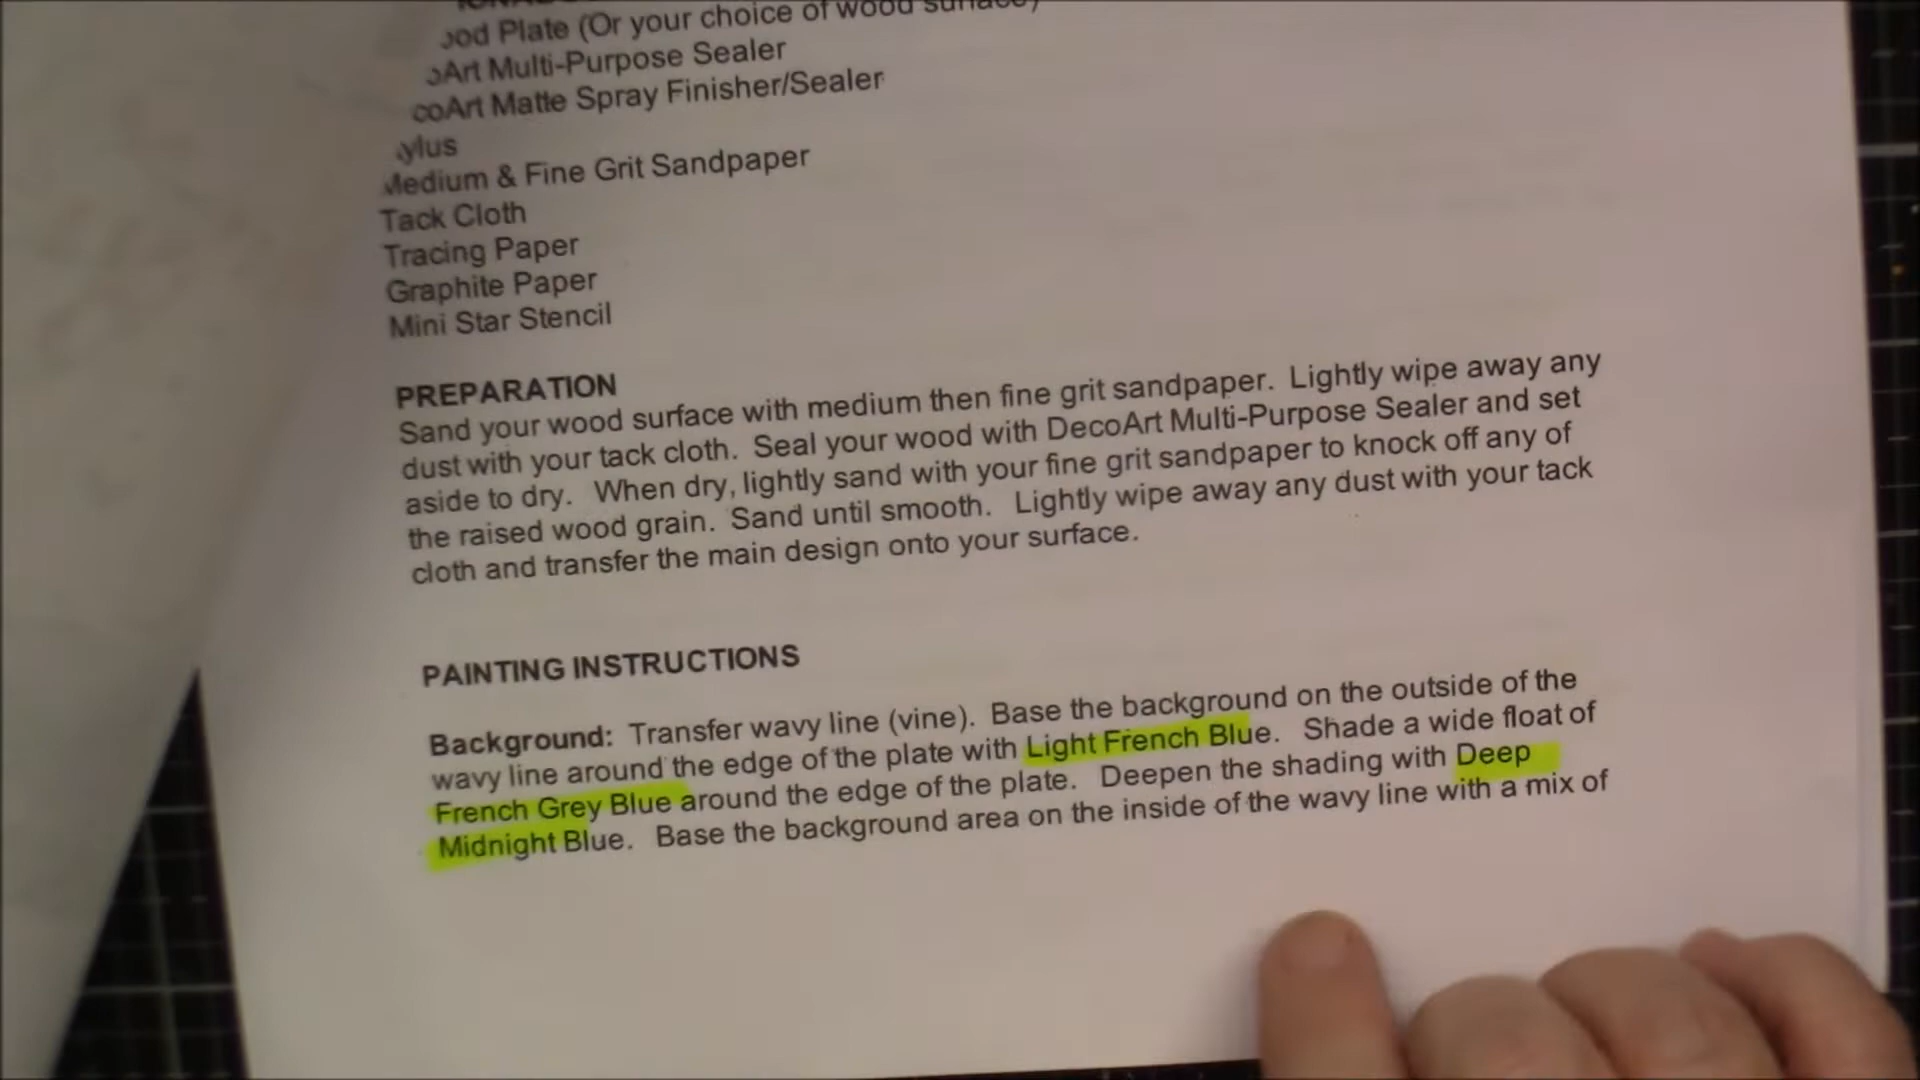 Plate (Or your choice of wood surface)
Multi-Purpose Sealer
Matte Spray Finisher/Sealer
Medium & Fine Grit Sandpaper
Tack Cloth
Tracing Paper
Graphite Paper
Mini Star Stencil
PREPARATION
Sand your wood surface with medium then fine grit sandpaper. Lightly wipe away any
dust with your tack cloth. Seal your wood with DecoArt Multi-Purpose Sealer and set
aside to dry. When dry, lightly sand with your fine grit sandpaper to knock off any of
the raised wood grain. Sand until smooth. Lightly wipe away any dust with your tack
cloth and transfer the main design onto your surface.
PAINTING INSTRUCTIONS
Background: Transfer wavy line (vine). Base the background on the outside of the
wavy line around the edge of the plate with Light French Blue. Shade a wide float of
French Grey Blue around the edge of the plate. Deepen the shading with Deep
Midnight Blue. Base the background area on the inside of the wavy line with a mix of